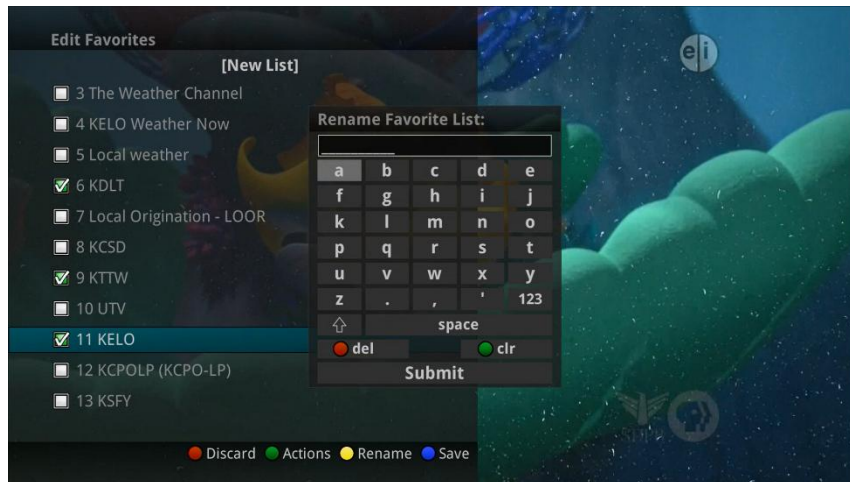 Edit Favorites
[New List]
3 The Weather Channel
4 KELO Weather Now
5 Local weather
6 KDLT
7 Local Origination - LOOR
8 KCSD
9 KTTW
10 UTV
11 KELO
12 KCPOLP (KCPO-LP)
13 KSFY
Discard Actions Rename Save
Rename Favorite List:
a b c d e
f g h i j
k l m n o
p q r s t
u v w x y
z . , ' 123
space
del clr
Submit
e/i